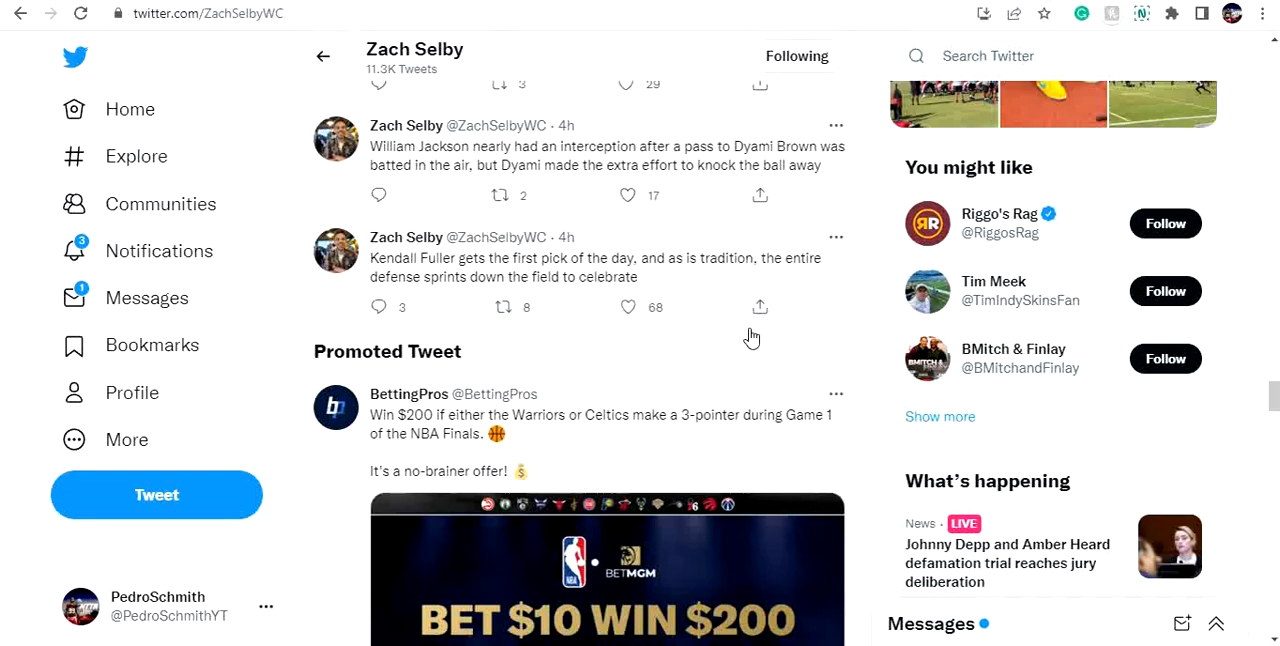 twitter.com/ZachSelbyWC
Zach Selby
11.3K Tweets
Following
Search Twitter
Home
Explore
Communities
3
Notifications
1
Messages
Bookmarks
Profile
More
Tweet
PedroSchmith
@PedroSchmithYT
3
29
Zach Selby @ZachSelbyWC · 4h
William Jackson nearly had an interception after a pass to Dyami Brown was
batted in the air, but Dyami made the extra effort to knock the ball away
2
17
Zach Selby @ZachSelbyWC · 4h
Kendall Fuller gets the first pick of the day, and as is tradition, the entire
defense sprints down the field to celebrate
3
8
68
Promoted Tweet
bp
BettingPros @BettingPros
Win $200 if either the Warriors or Celtics make a 3-pointer during Game 1
of the NBA Finals. 🏀
It's a no-brainer offer! 💰
NBA
BETMGM
BET $10 WIN $200
You might like
RR
Riggo's Rag
@RiggosRag
Follow
Tim Meek
@TimIndySkinsFan
Follow
BMitch & Finlay
@BMitchandFinlay
Follow
Show more
What's happening
News · LIVE
Johnny Depp and Amber Heard
defamation trial reaches jury
deliberation
Messages